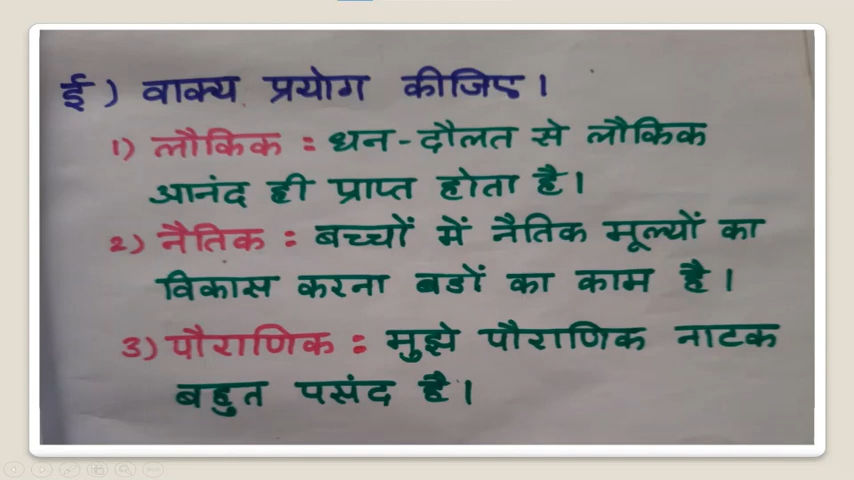 ई) वाक्य प्रयोग कीजिए।
1) लौकिक : धन-दौलत से लौकिक
आनंद ही प्राप्त होता है।
2) नैतिक : बच्चों में नैतिक मूल्यों का
विकास करना बडों का काम है।
3) पौराणिक : मुझे पौराणिक नाटक
बहुत पसंद है।